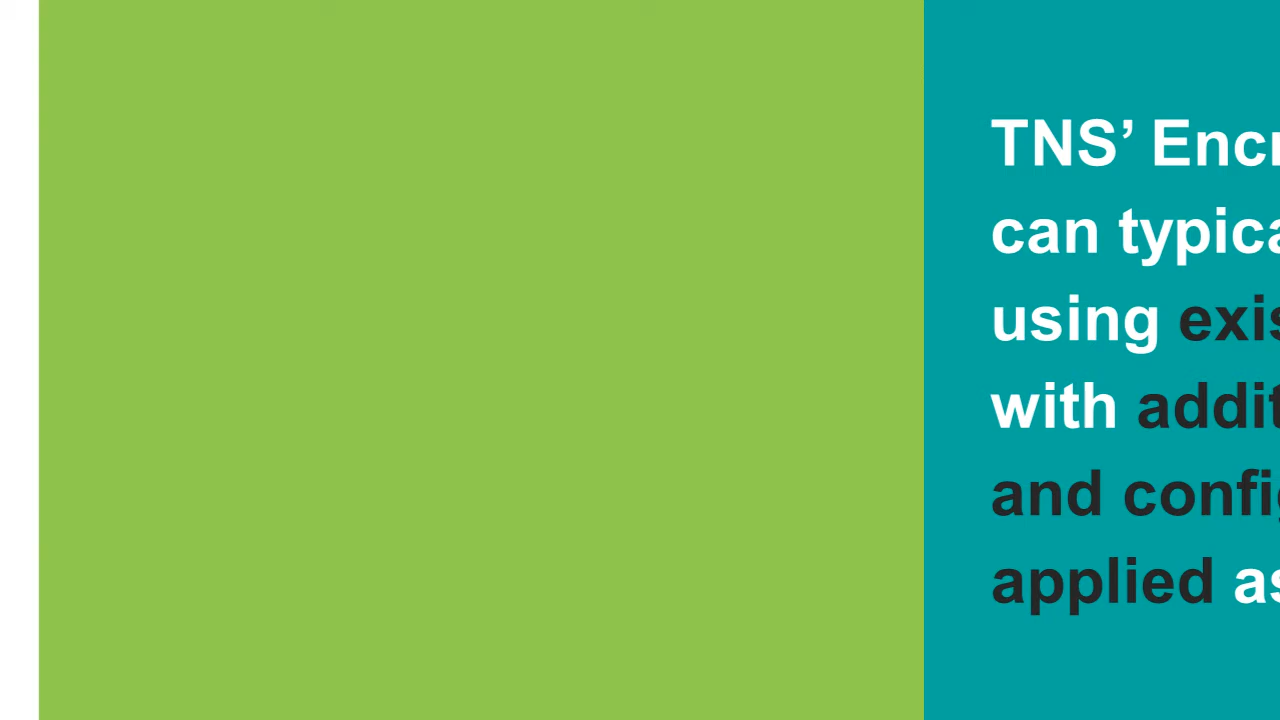 TNS’ Encr
can typica
using exis
with addit
and config
applied as